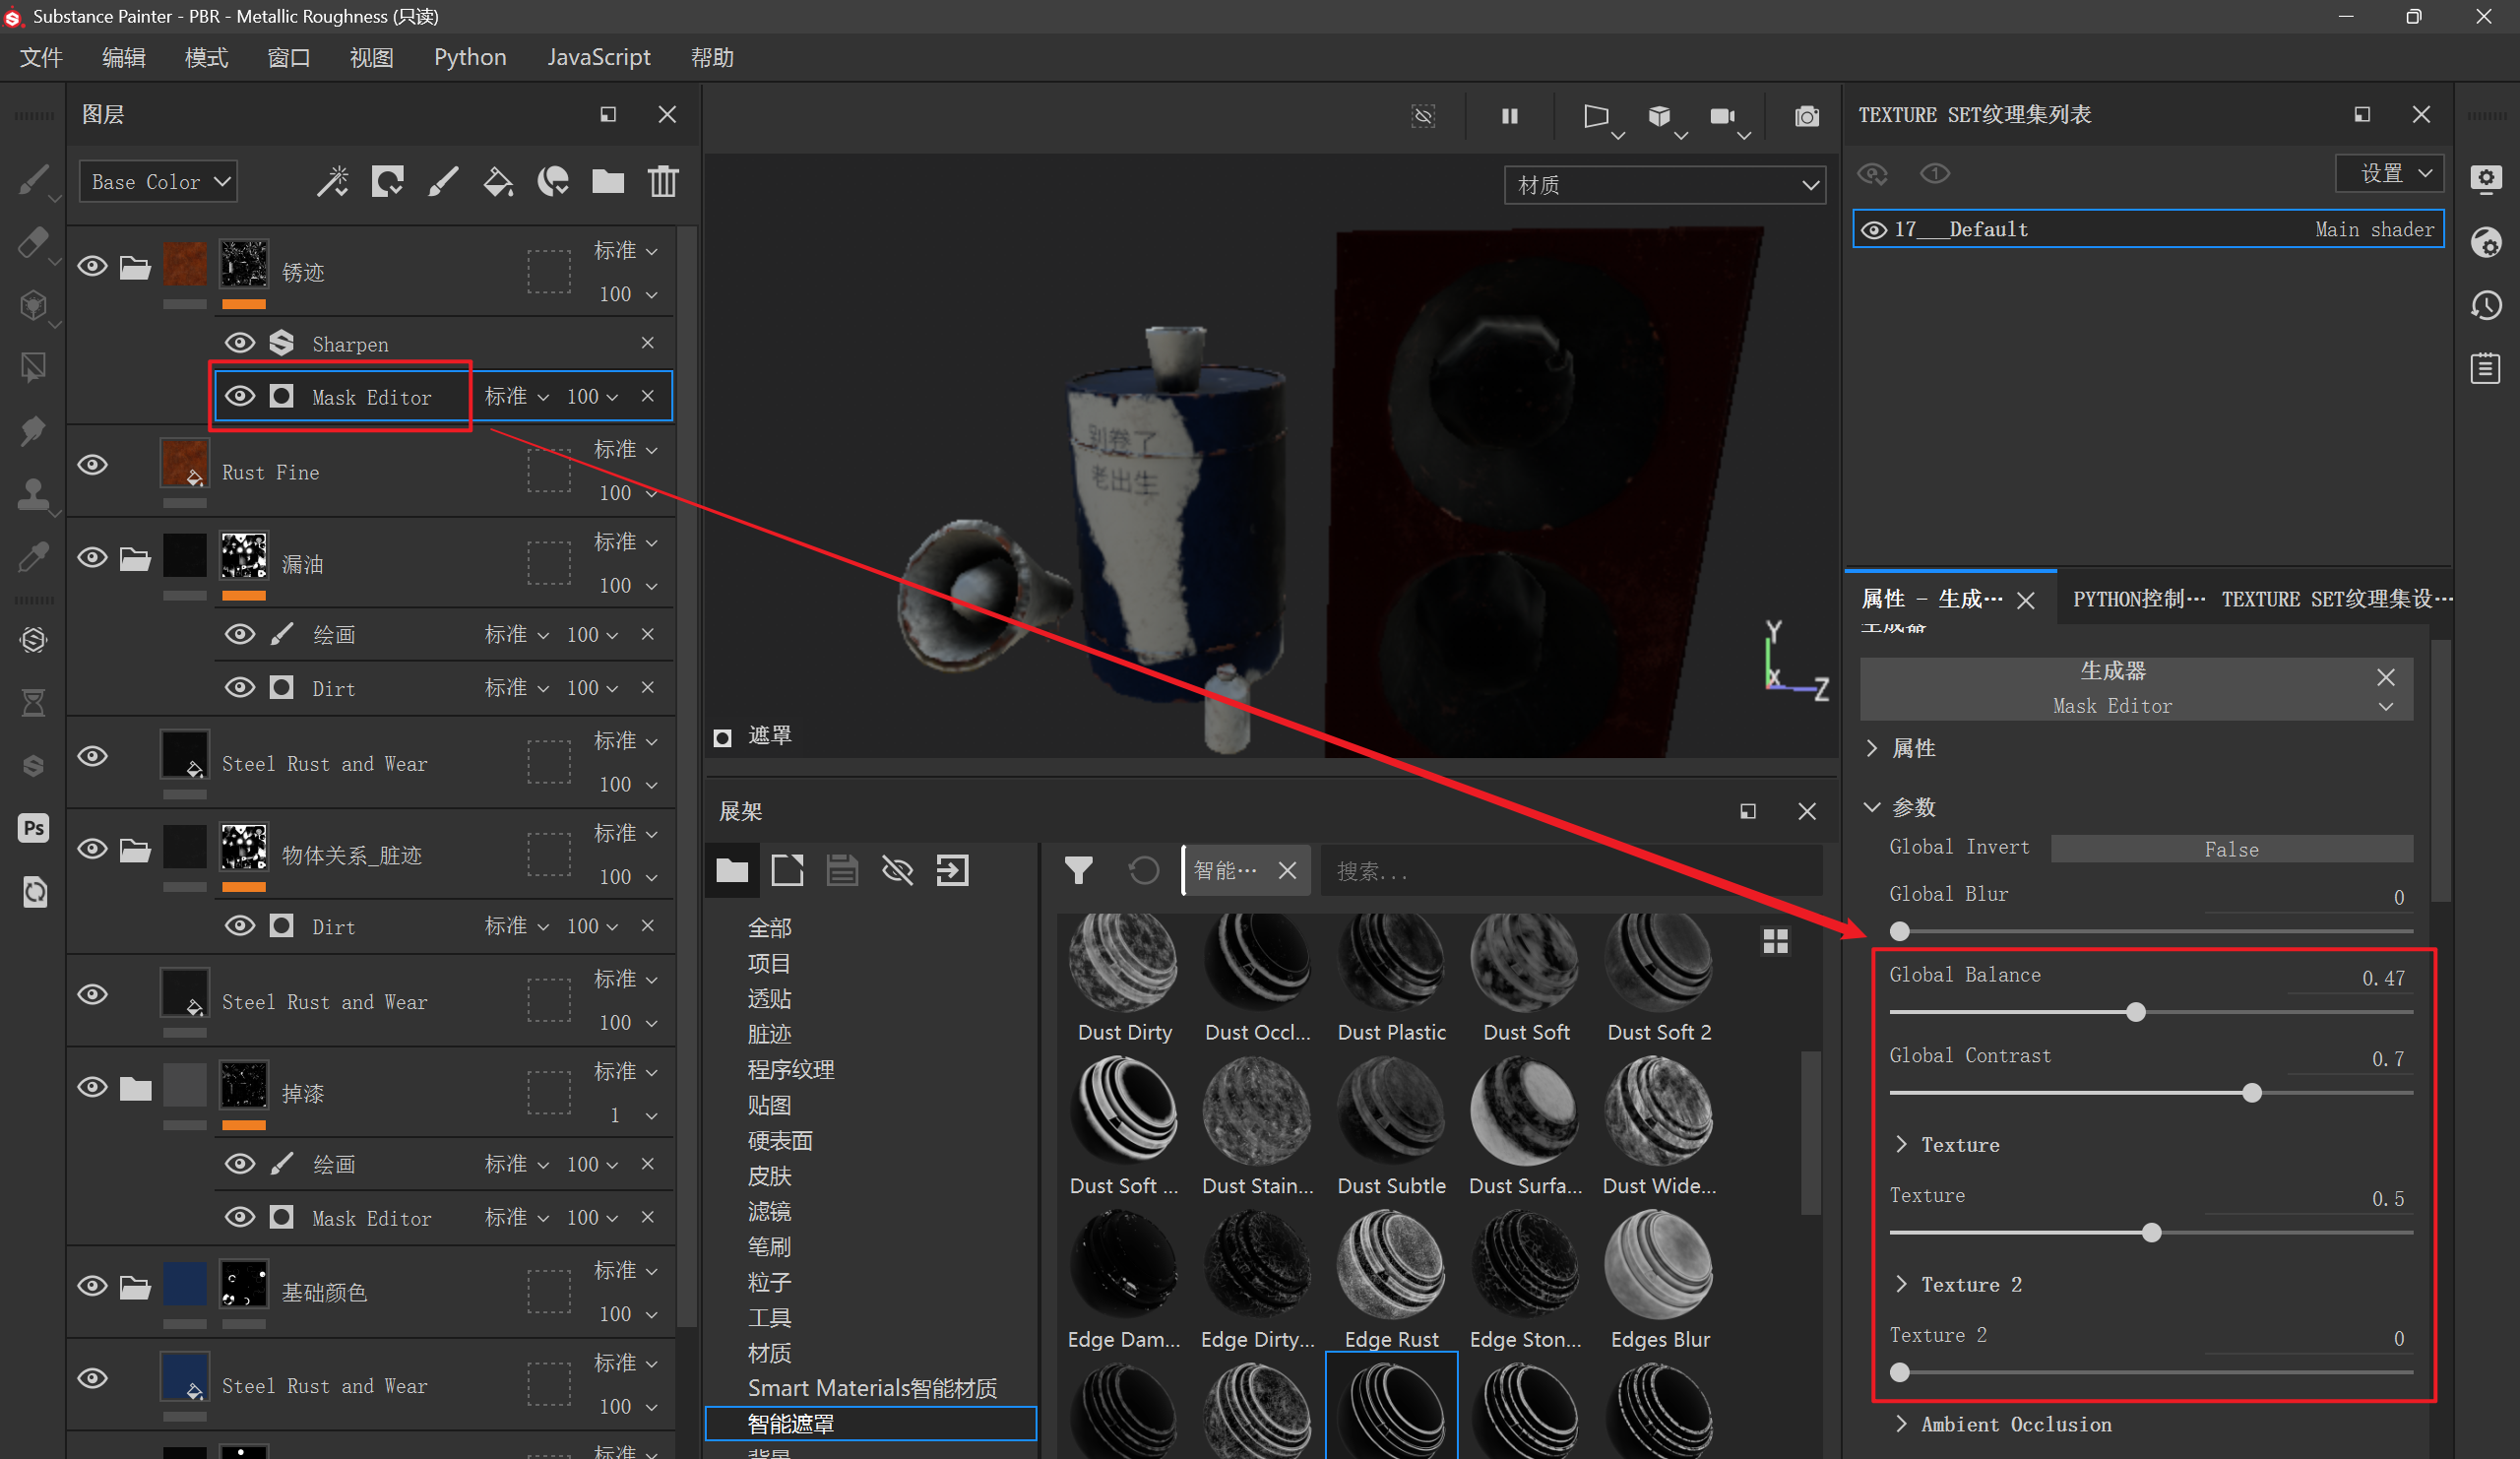 Substance Painter - PBR - Metallic Roughness (只读)
文件 编辑 模式 窗口 视图 Python JavaScript 帮助
图层
Base Color
锈迹
标准
100
Sharpen
Mask Editor 标准 100
Rust Fine
标准
100
漏油
标准
100
绘画 标准 100
Dirt 标准 100
Steel Rust and Wear
标准
100
物体关系_脏迹
标准
100
Dirt 标准 100
Steel Rust and Wear
标准
100
掉漆
标准
1
绘画 标准 100
Mask Editor 标准 100
基础颜色
标准
100
Steel Rust and Wear
标准
100
标准
Ps
材质
别卷了
老出生
Y
X
Z
遮罩
展架
智能…
搜索...
全部
项目
透贴
脏迹
程序纹理
贴图
硬表面
皮肤
滤镜
笔刷
粒子
工具
材质
Smart Materials智能材质
智能遮罩
背景
Dust Dirty Dust Occl... Dust Plastic Dust Soft Dust Soft 2
Dust Soft ... Dust Stain... Dust Subtle Dust Surfa... Dust Wide...
Edge Dam... Edge Dirty... Edge Rust Edge Ston... Edges Blur
TEXTURE SET纹理集列表
设置
17___Default Main shader
属性 - 生成… PYTHON控制… TEXTURE SET纹理集设…
生成器
生成器
Mask Editor
属性
参数
Global Invert False
Global Blur 0
Global Balance 0.47
Global Contrast 0.7
Texture
Texture 0.5
Texture 2
Texture 2 0
Ambient Occlusion